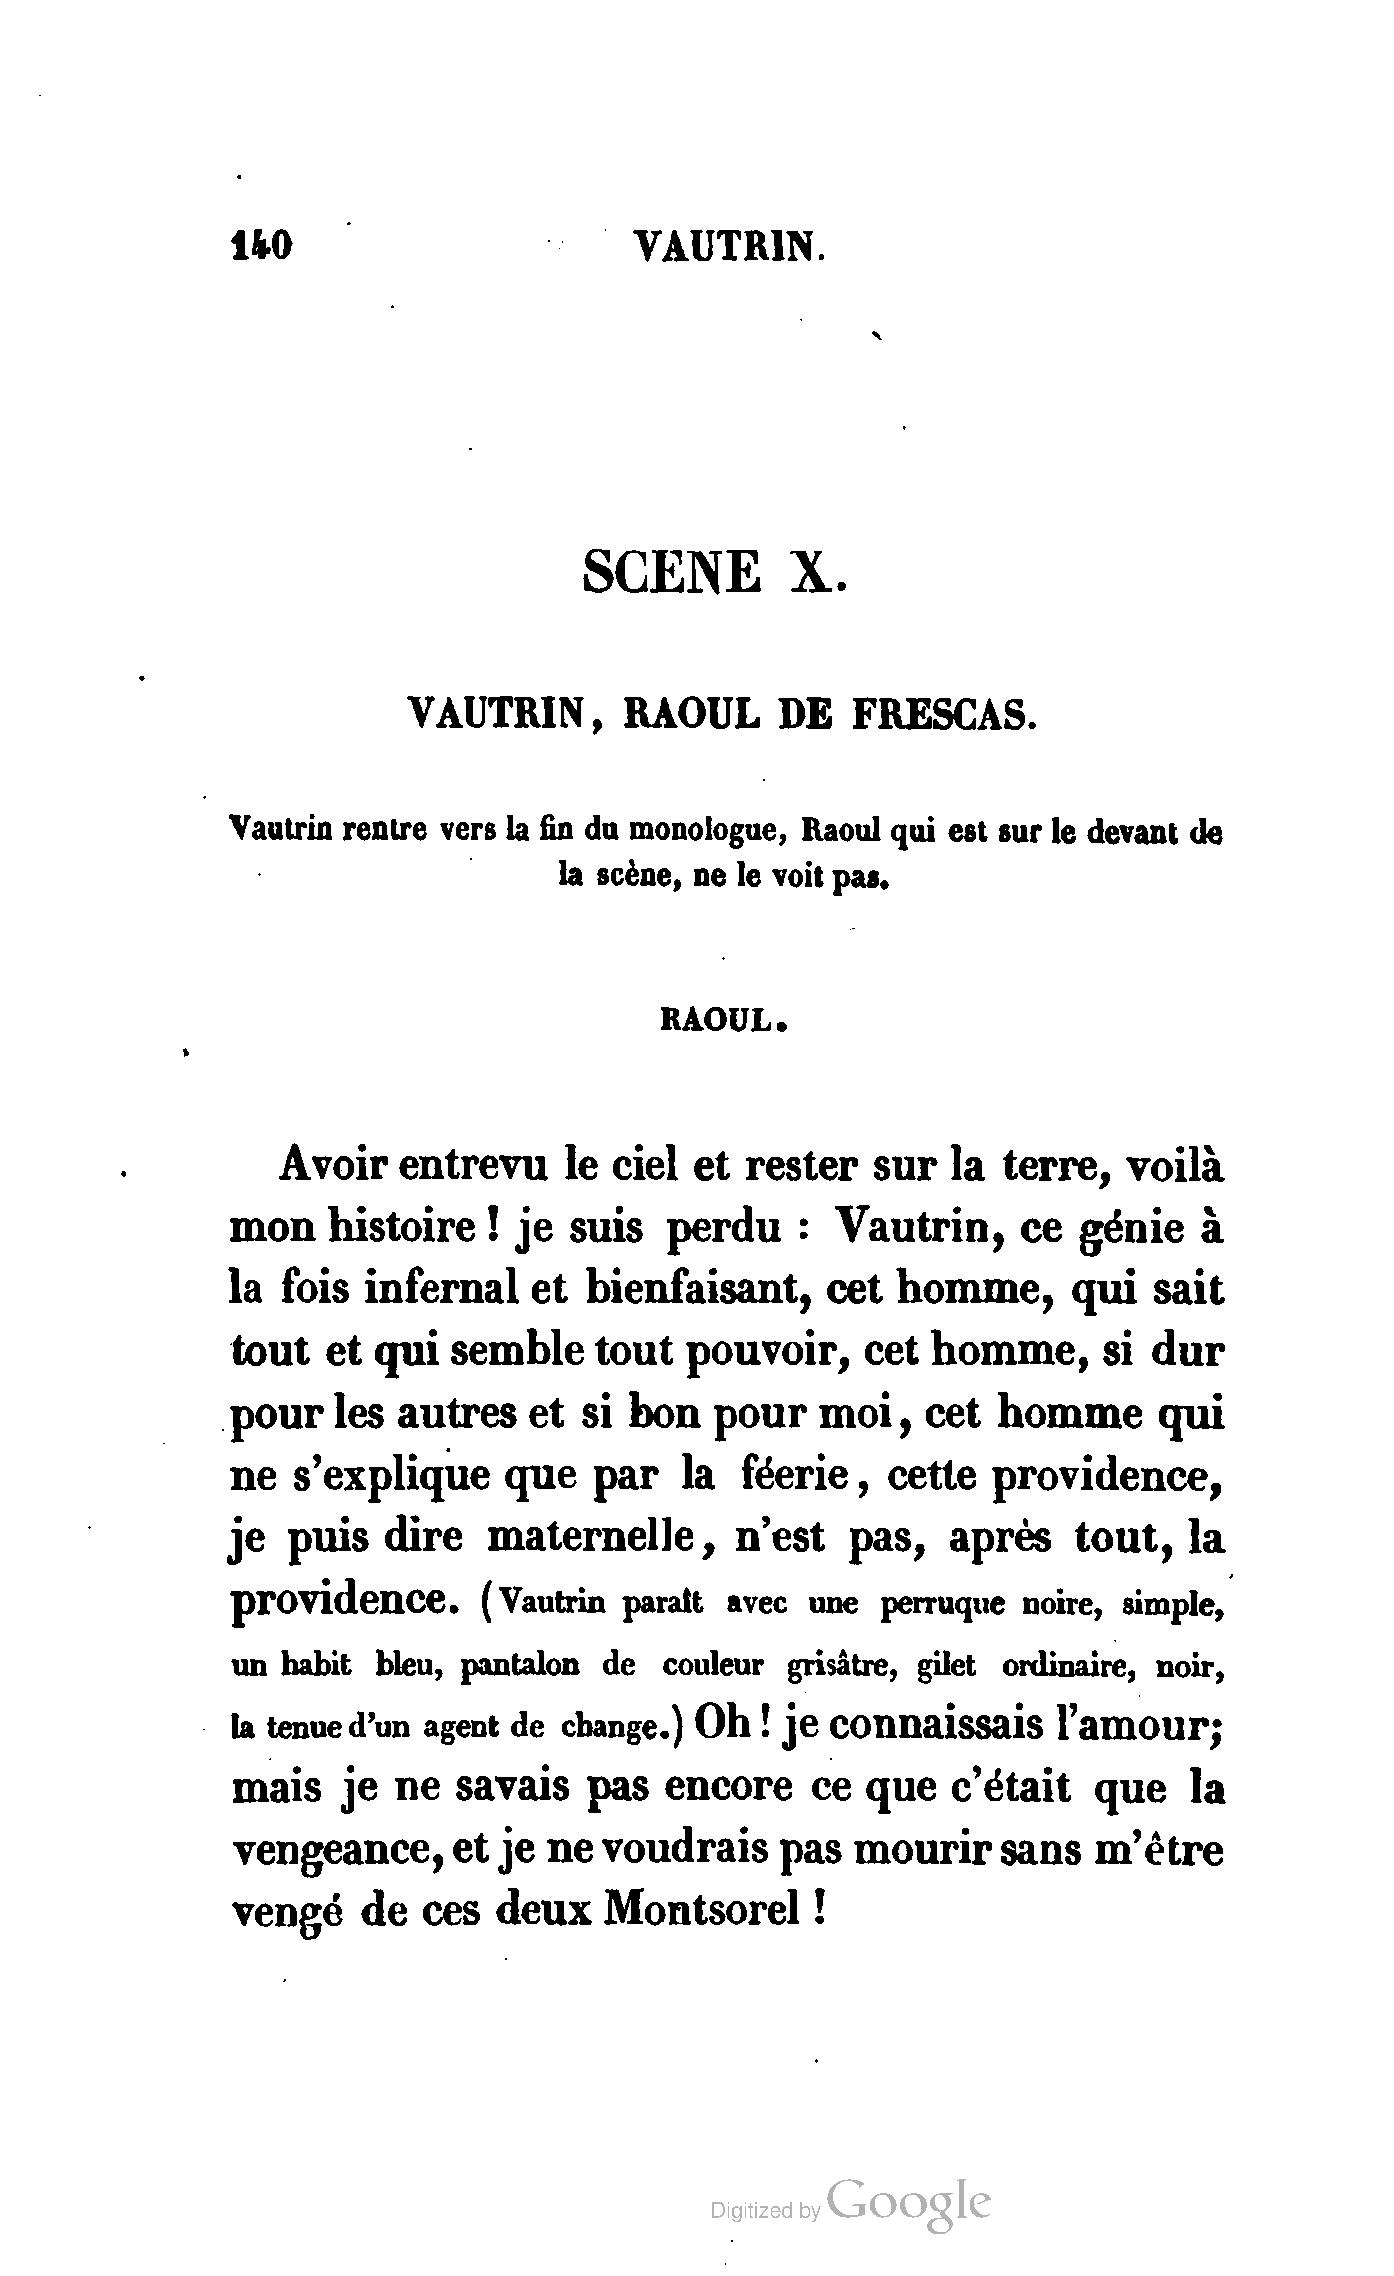 140 VAUTRIN.
SCENE X.
VAUTRIN, RAOUL DE FRESCAS.
Vautrin rentre vers la fin du monologue, Raoul qui est sur le devant de
la scène, ne le voit pas.
RAOUL.
Avoir entrevu le ciel et rester sur la terre, voilà
mon histoire ! je suis perdu : Vautrin, ce génie à
la fois infernal et bienfaisant, cet homme, qui sait
tout et qui semble tout pouvoir, cet homme, si dur
pour les autres et si bon pour moi, cet homme qui
ne s'explique que par la féerie, cette providence,
je puis dire maternelle, n'est pas, après tout, la
providence. (Vautrin paraît avec une perruque noire, simple,
un habit bleu, pantalon de couleur grisâtre, gilet ordinaire, noir,
la tenue d'un agent de change.) Oh ! je connaissais l'amour;
mais je ne savais pas encore ce que c'était que la
vengeance, et je ne voudrais pas mourir sans m'être
vengé de ces deux Montsorel !
Digitized by Google